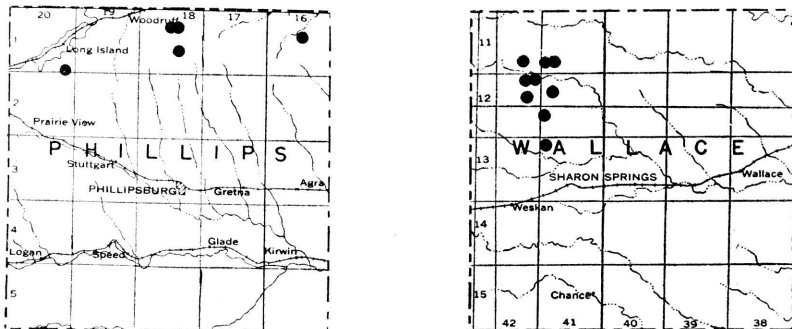 20 19 Woodruff 18 17 16
1
Long Island
2
Prairie View
PHILLIPS
3
Stuttgart
PHILLIPSBURG
Gretna
Agra
4
Logan
Speed
Glade
Kirwin
5
11
12
WALLACE
13
SHARON SPRINGS
Wallace
Weskan
14
15
Chance
42 41 40 39 38